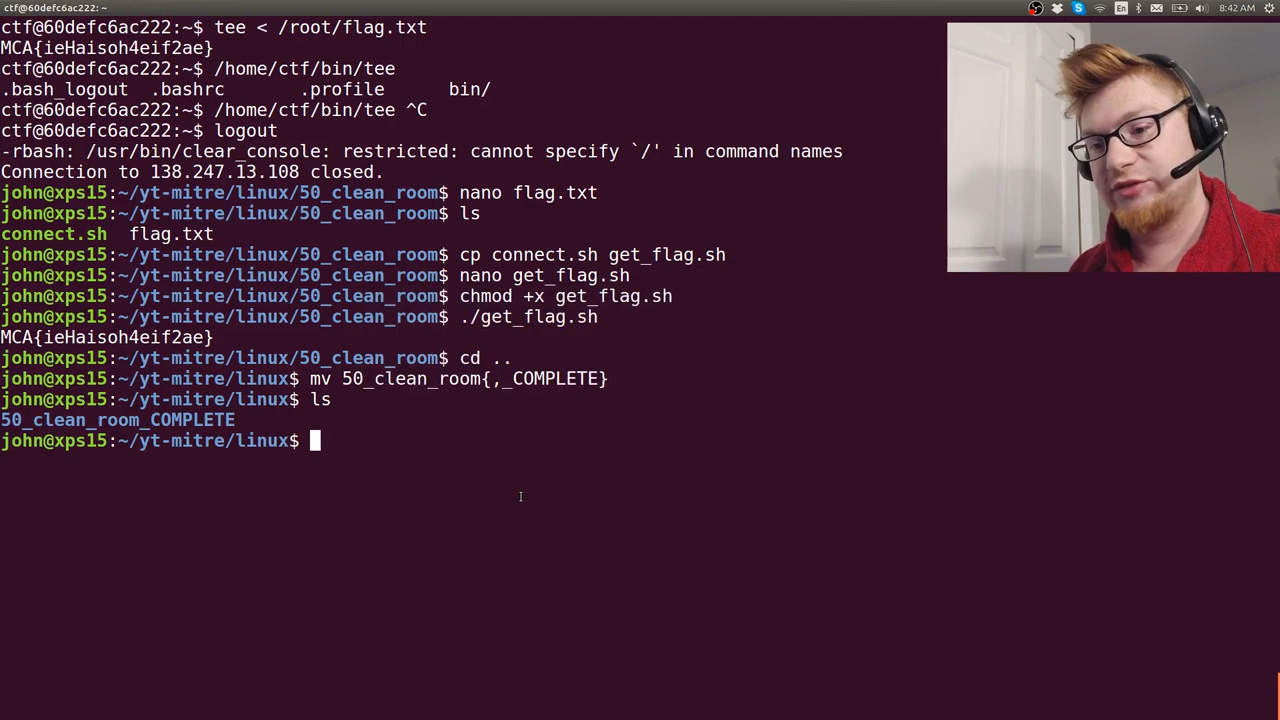 ctf@60defc6ac222: ~
En
8:42 AM
ctf@60defc6ac222:~$ tee < /root/flag.txt
MCA{ieHaisoh4eif2ae}
ctf@60defc6ac222:~$ /home/ctf/bin/tee
.bash_logout .bashrc .profile bin/
ctf@60defc6ac222:~$ /home/ctf/bin/tee ^C
ctf@60defc6ac222:~$ logout
-rbash: /usr/bin/clear_console: restricted: cannot specify `/' in command names
Connection to 138.247.13.108 closed.
john@xps15:~/yt-mitre/linux/50_clean_room$ nano flag.txt
john@xps15:~/yt-mitre/linux/50_clean_room$ ls
connect.sh flag.txt
john@xps15:~/yt-mitre/linux/50_clean_room$ cp connect.sh get_flag.sh
john@xps15:~/yt-mitre/linux/50_clean_room$ nano get_flag.sh
john@xps15:~/yt-mitre/linux/50_clean_room$ chmod +x get_flag.sh
john@xps15:~/yt-mitre/linux/50_clean_room$ ./get_flag.sh
MCA{ieHaisoh4eif2ae}
john@xps15:~/yt-mitre/linux/50_clean_room$ cd ..
john@xps15:~/yt-mitre/linux$ mv 50_clean_room{,_COMPLETE}
john@xps15:~/yt-mitre/linux$ ls
50_clean_room_COMPLETE
john@xps15:~/yt-mitre/linux$